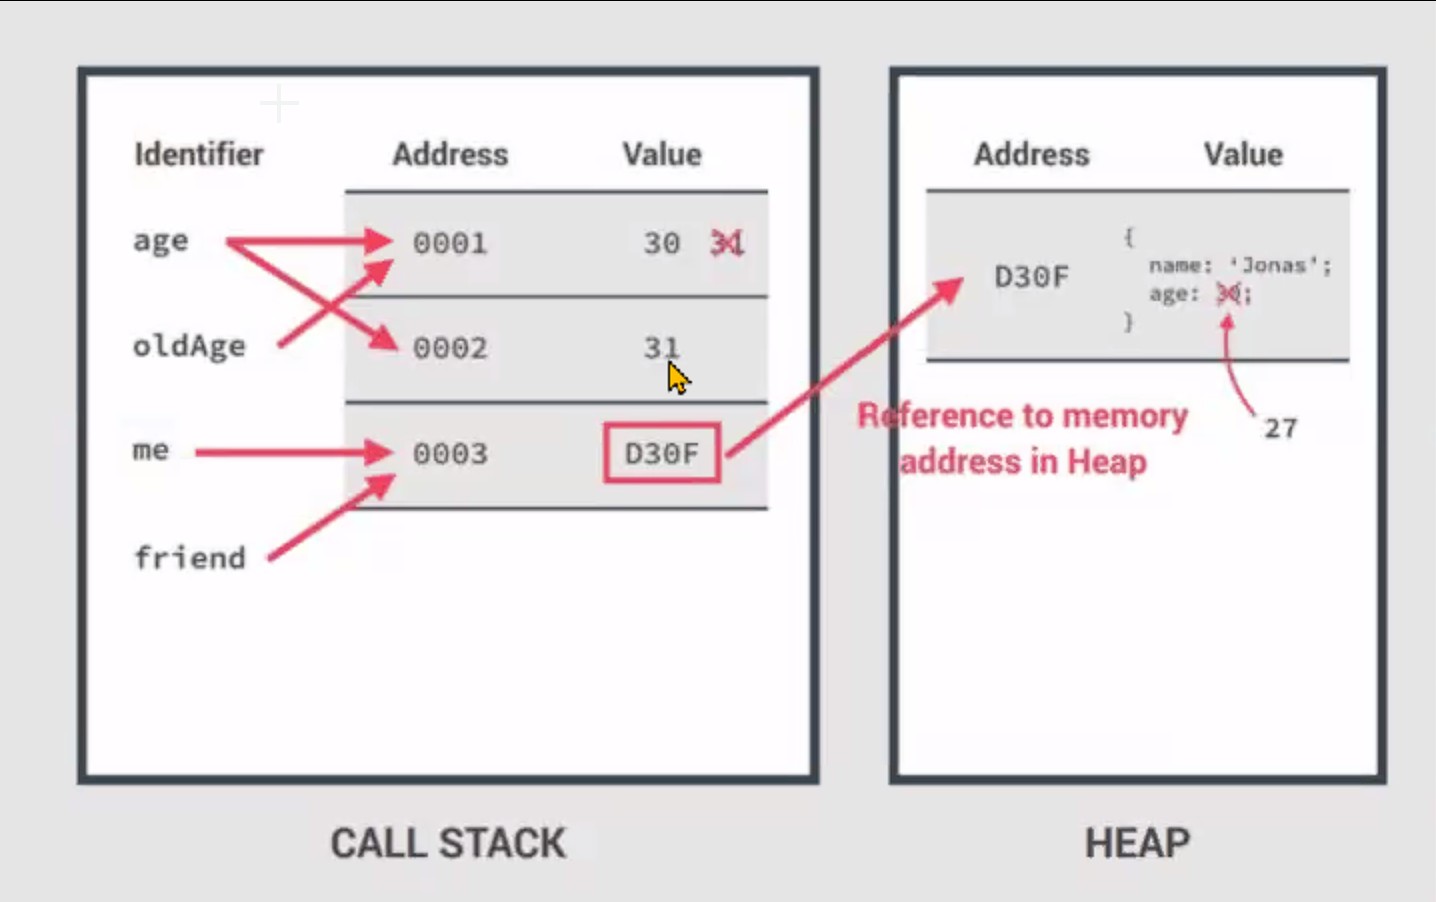 Identifier Address Value
age 0001 30 31
oldAge 0002 31
me 0003 D30F
friend
CALL STACK
Address Value
D30F
{
name: 'Jonas';
age: 30;
}
27
Reference to memory
address in Heap
HEAP